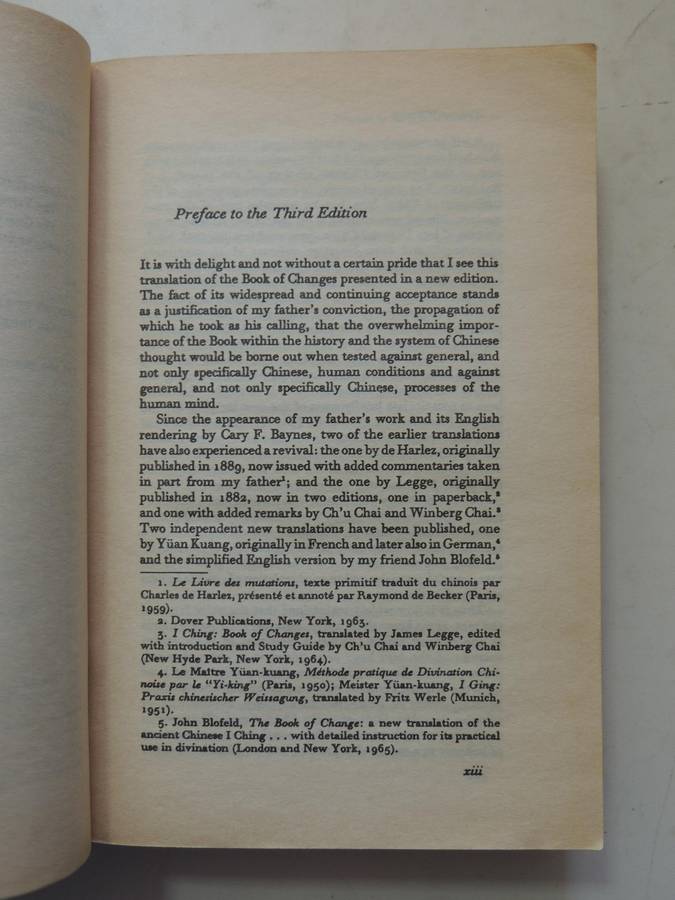 Preface to the Third Edition
It is with delight and not without a certain pride that I see this
translation of the Book of Changes presented in a new edition.
The fact of its widespread and continuing acceptance stands
as a justification of my father's conviction, the propagation of
which he took as his calling, that the overwhelming impor-
tance of the Book within the history and the system of Chinese
thought would be borne out when tested against general, and
not only specifically Chinese, human conditions and against
general, and not only specifically Chinese, processes of the
human mind.
Since the appearance of my father's work and its English
rendering by Cary F. Baynes, two of the earlier translations
have also experienced a revival: the one by de Harlez, originally
published in 1889, now issued with added commentaries taken
in part from my father¹; and the one by Legge, originally
published in 1882, now in two editions, one in paperback,²
and one with added remarks by Ch'u Chai and Winberg Chai.³
Two independent new translations have been published, one
by Yüan Kuang, originally in French and later also in German,⁴
and the simplified English version by my friend John Blofeld.⁵
1. Le Livre des mutations, texte primitif traduit du chinois par
Charles de Harlez, présenté et annoté par Raymond de Becker (Paris,
1959).
2. Dover Publications, New York, 1963.
3. I Ching: Book of Changes, translated by James Legge, edited
with introduction and Study Guide by Ch'u Chai and Winberg Chai
(New Hyde Park, New York, 1964).
4. Le Maître Yüan-kuang, Méthode pratique de Divination Chi-
noise par le "Yi-king" (Paris, 1950); Meister Yüan-kuang, I Ging:
Praxis chinesischer Weissagung, translated by Fritz Werle (Munich,
1951).
5. John Blofeld, The Book of Change: a new translation of the
ancient Chinese I Ching . . . with detailed instruction for its practical
use in divination (London and New York, 1965).
xiii